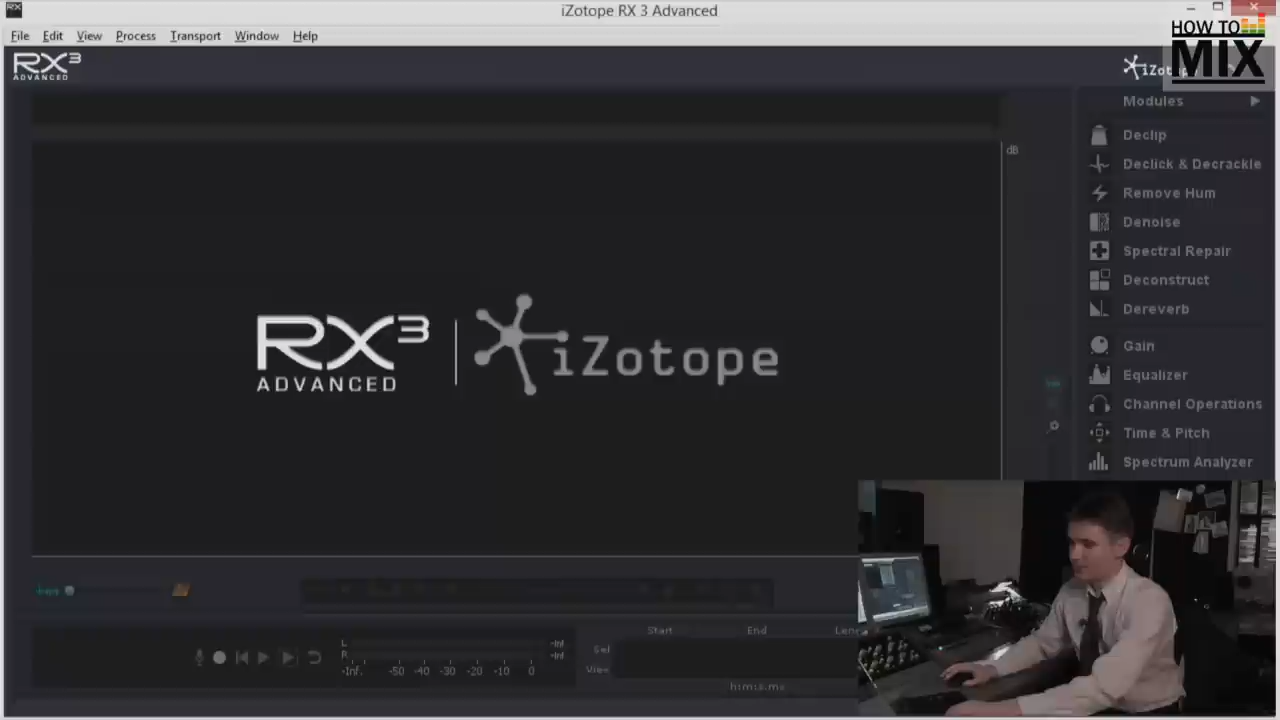 iZotope RX 3 Advanced
HOW TO
MIX
File Edit View Process Transport Window Help
RX3
ADVANCED
iZotope
Modules
dB
Declip
Declick & Decrackle
Remove Hum
Denoise
Spectral Repair
Deconstruct
Dereverb
RX3
ADVANCED
iZotope
Gain
Equalizer
Channel Operations
Time & Pitch
Spectrum Analyzer
Start End
L -Inf
R -Inf
-Inf. -50 -40 -30 -20 -10 0
Sel
View
h:m:s.ms